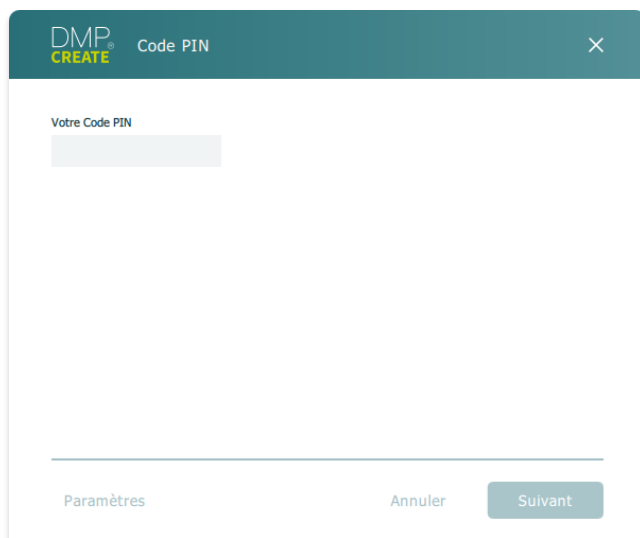 DMP®
CREATE
Code PIN
Votre Code PIN
Paramètres
Annuler
Suivant